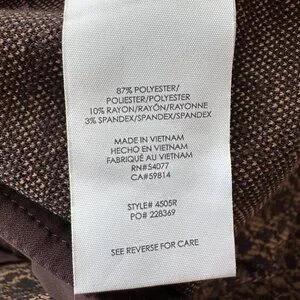 87% POLYESTER/
POLIESTER/POLYESTER
10% RAYON/RAYÓN/RAYONNE
3% SPANDEX/SPANDEX/SPANDEX
MADE IN VIETNAM
HECHO EN VIETNAM
FABRIQUÉ AU VIETNAM
RN#54077
CA#59814
STYLE# 4505R
PO# 228369
SEE REVERSE FOR CARE